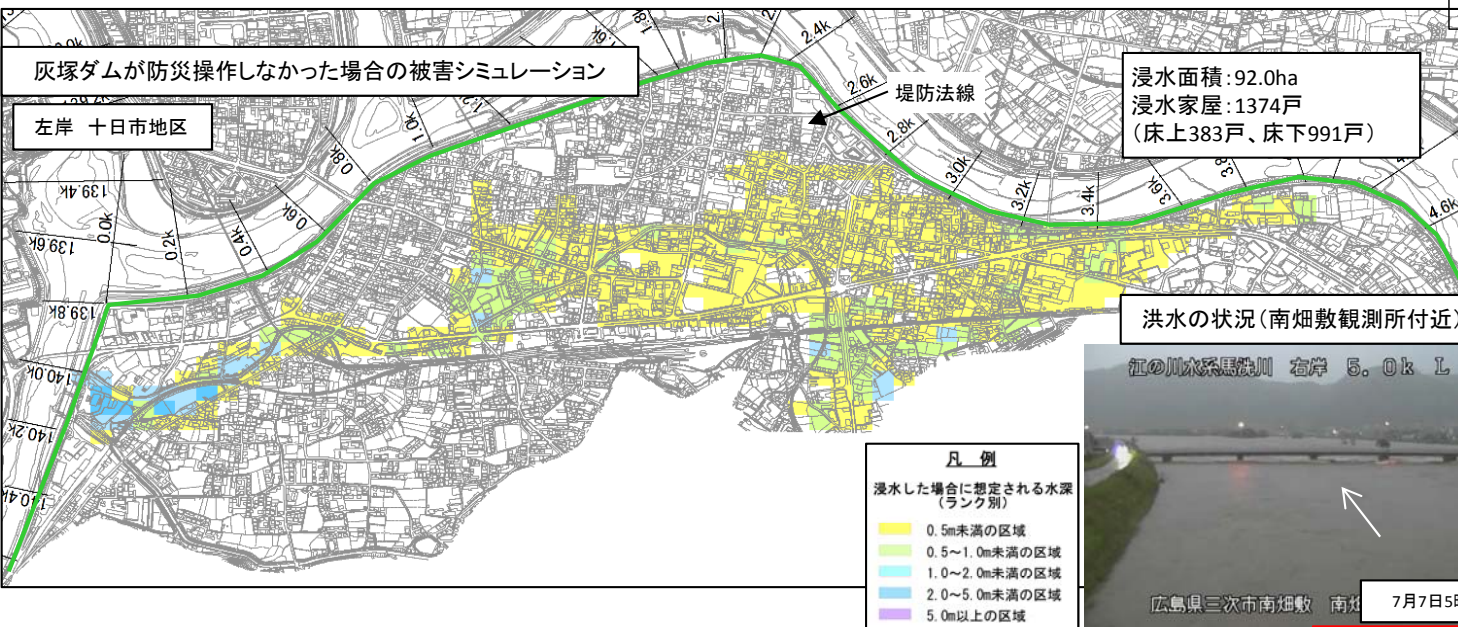 灰塚ダムが防災操作しなかった場合の被害シミュレーション
左岸 十日市地区
堤防法線
浸水面積:92.0ha
浸水家屋:1374戸
(床上383戸、床下991戸)
139.4k
139.6k
139.8k
140.0k
140.2k
140.4k
0.0k
0.2k
0.4k
0.6k
0.8k
1.0k
2.4k
2.6k
2.8k
3.0k
3.2k
3.4k
3.6k
4.6k
洪水の状況(南畑敷観測所付近)
江の川水系馬洗川 右岸 5.0k L
広島県三次市南畑敷
7月7日5時
凡 例
浸水した場合に想定される水深
(ランク別)
0.5m未満の区域
0.5~1.0m未満の区域
1.0~2.0m未満の区域
2.0~5.0m未満の区域
5.0m以上の区域